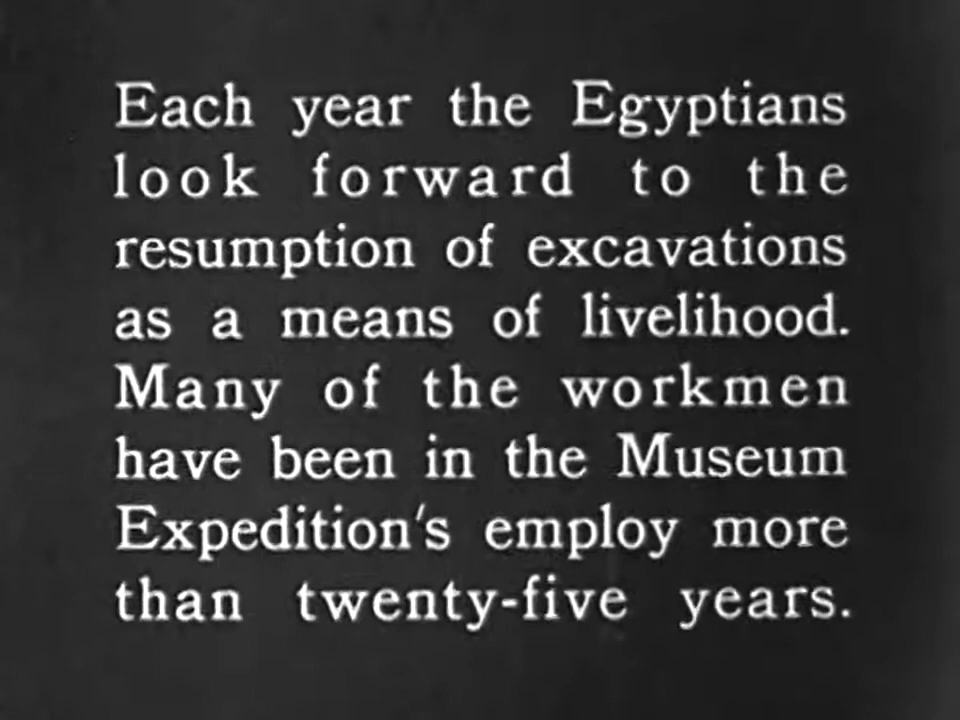 Each year the Egyptians
look forward to the
resumption of excavations
as a means of livelihood.
Many of the workmen
have been in the Museum
Expedition's employ more
than twenty-five years.